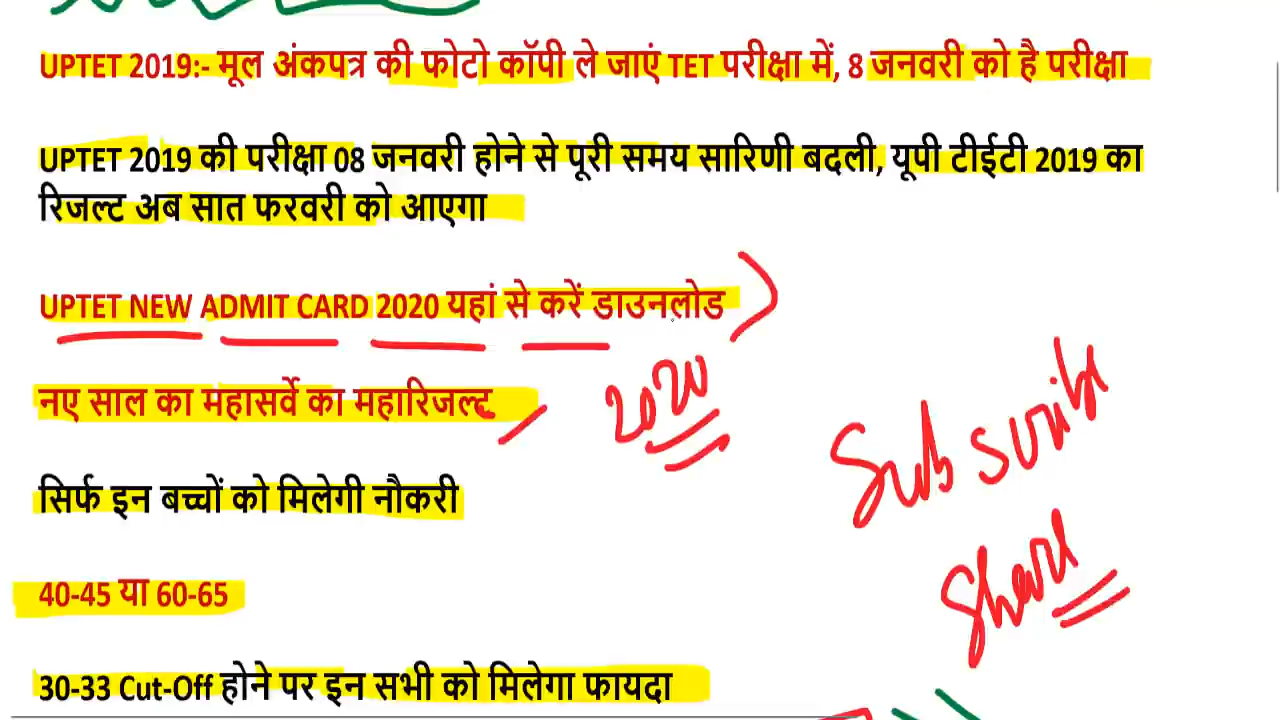 UPTET 2019:- मूल अंकपत्र की फोटो कॉपी ले जाएं TET परीक्षा में, 8 जनवरी को है परीक्षा
UPTET 2019 की परीक्षा 08 जनवरी होने से पूरी समय सारिणी बदली, यूपी टीईटी 2019 का
रिजल्ट अब सात फरवरी को आएगा
UPTET NEW ADMIT CARD 2020 यहां से करें डाउनलोड
नए साल का महासर्वे का महारिजल्ट
2020
Subscribe
सिर्फ इन बच्चों को मिलेगी नौकरी
Share
40-45 या 60-65
30-33 Cut-Off होने पर इन सभी को मिलेगा फायदा